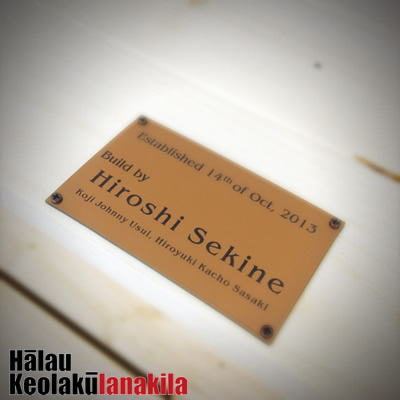 Established 14th of Oct, 2013
Build by
Hiroshi Sekine
Koji Johnny Usui, Hiroyuki Kacho Sasaki
Hālau
Keolakūlanakila